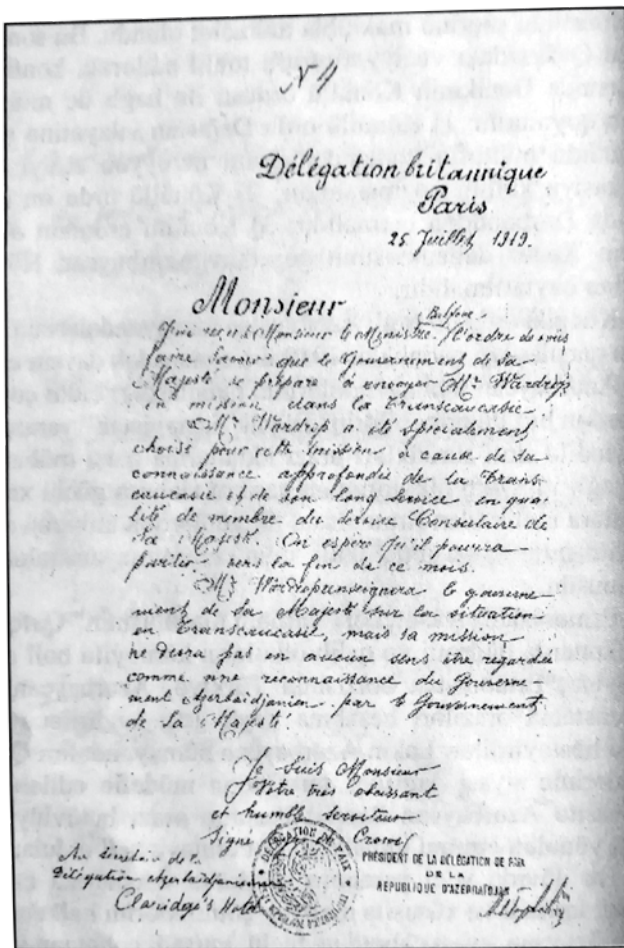 N 4
Délégation britannique
Paris
25 Juillet 1919.
Monsieur
Balfour
J'ai reçu de Monsieur le Ministre l'ordre de vous
faire savoir que le Gouvernement de Sa
Majesté se prépare à envoyer Mr. Wardrop
en mission dans la Transcaucasie.
Mr. Wardrop a été spécialement
choisi pour cette mission à cause de sa
connaissance approfondie de la Trans
caucasie et de son long service en qua
lité de membre du service Consulaire de
Sa Majesté. On espère qu'il pourra
partir vers la fin de ce mois.
Mr. Wardrop renseignera le gouverne
ment de Sa Majesté sur la situation
en Transcaucasie, mais sa mission
ne devra pas en aucun sens être regardée
comme une reconnaissance du Gouverne
ment Azerbaidjanien par le Gouvernement
de Sa Majesté.
Je suis Monsieur
Votre très obéissant
et humble serviteur
Signé
PRÉSIDENT DE LA DÉLÉGATION DE PAIX
DE LA
RÉPUBLIQUE D'AZERBAÏDJAN
Délégation azerbaidjanienne
Claridge's Hotel